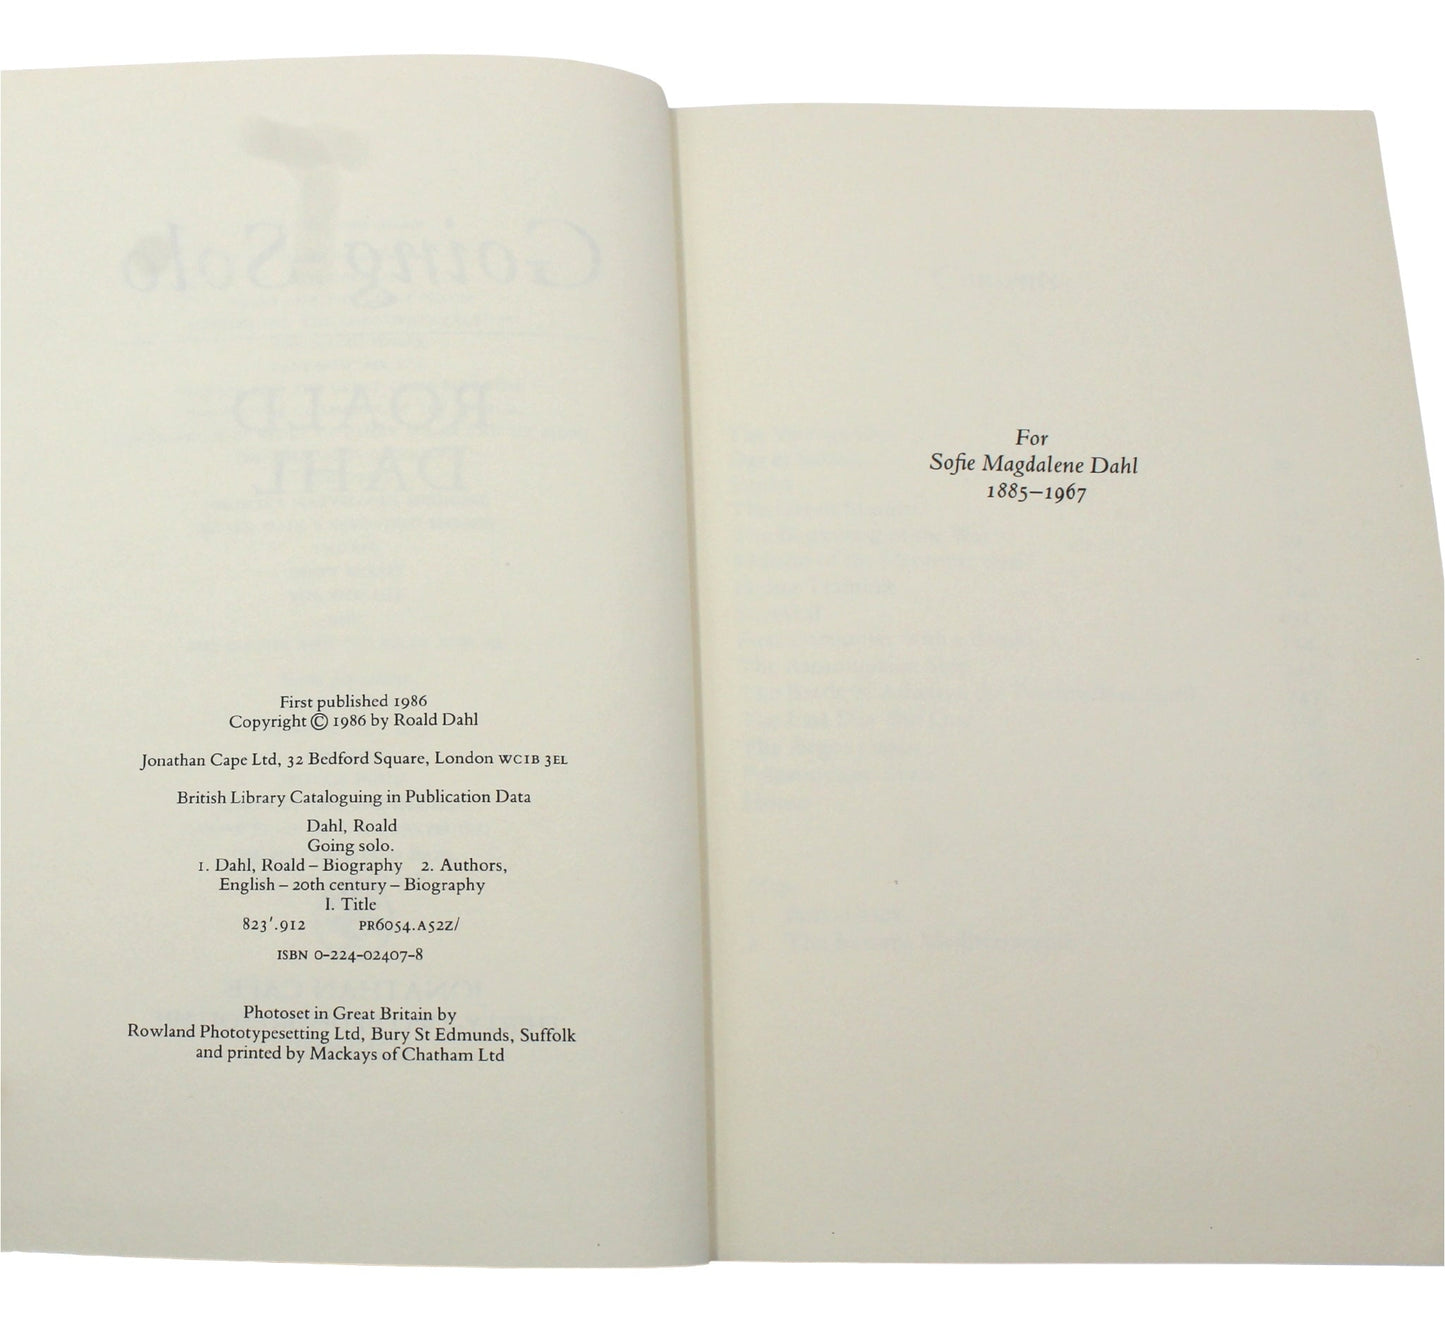 First published 1986
Copyright © 1986 by Roald Dahl
Jonathan Cape Ltd, 32 Bedford Square, London WC1B 3EL
British Library Cataloguing in Publication Data
Dahl, Roald
Going solo.
1. Dahl, Roald – Biography 2. Authors,
English – 20th century – Biography
I. Title
823'.912 PR6054.A52Z/
ISBN 0-224-02407-8
Photoset in Great Britain by
Rowland Phototypesetting Ltd, Bury St Edmunds, Suffolk
and printed by Mackays of Chatham Ltd
For
Sofie Magdalene Dahl
1885–1967